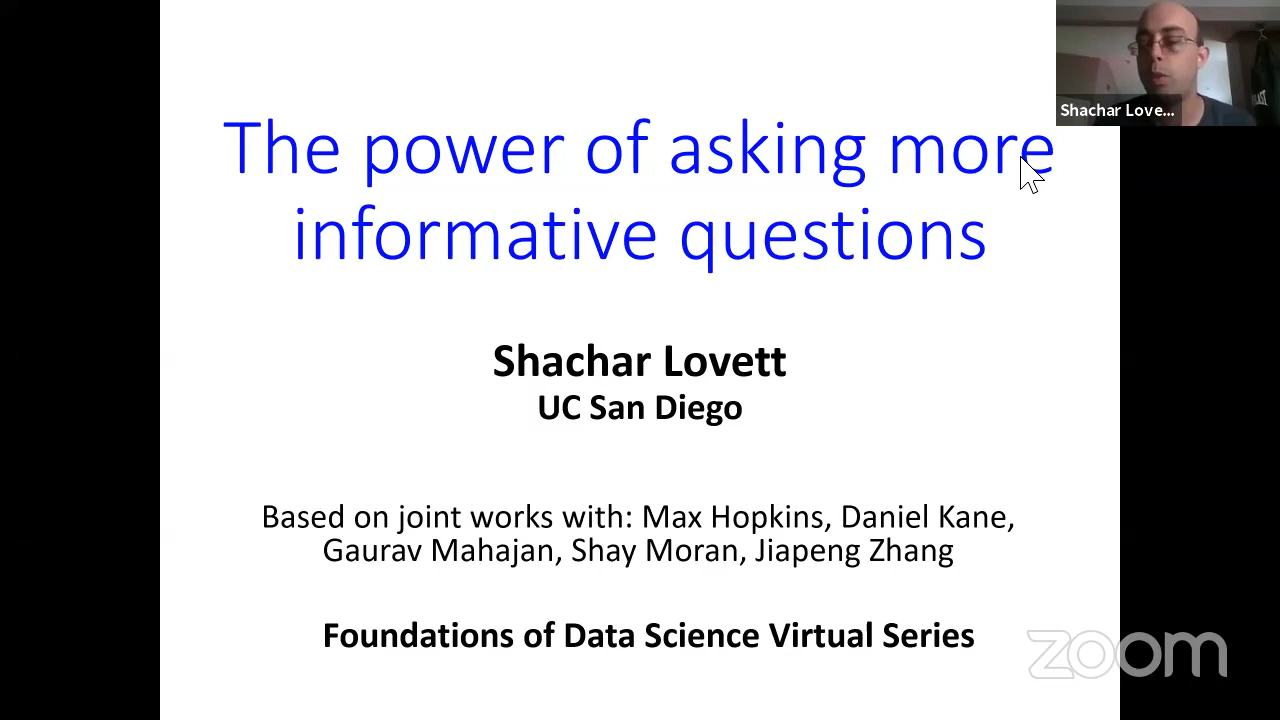 Shachar Love...
The power of asking more
informative questions
Shachar Lovett
UC San Diego
Based on joint works with: Max Hopkins, Daniel Kane,
Gaurav Mahajan, Shay Moran, Jiapeng Zhang
Foundations of Data Science Virtual Series
zoom